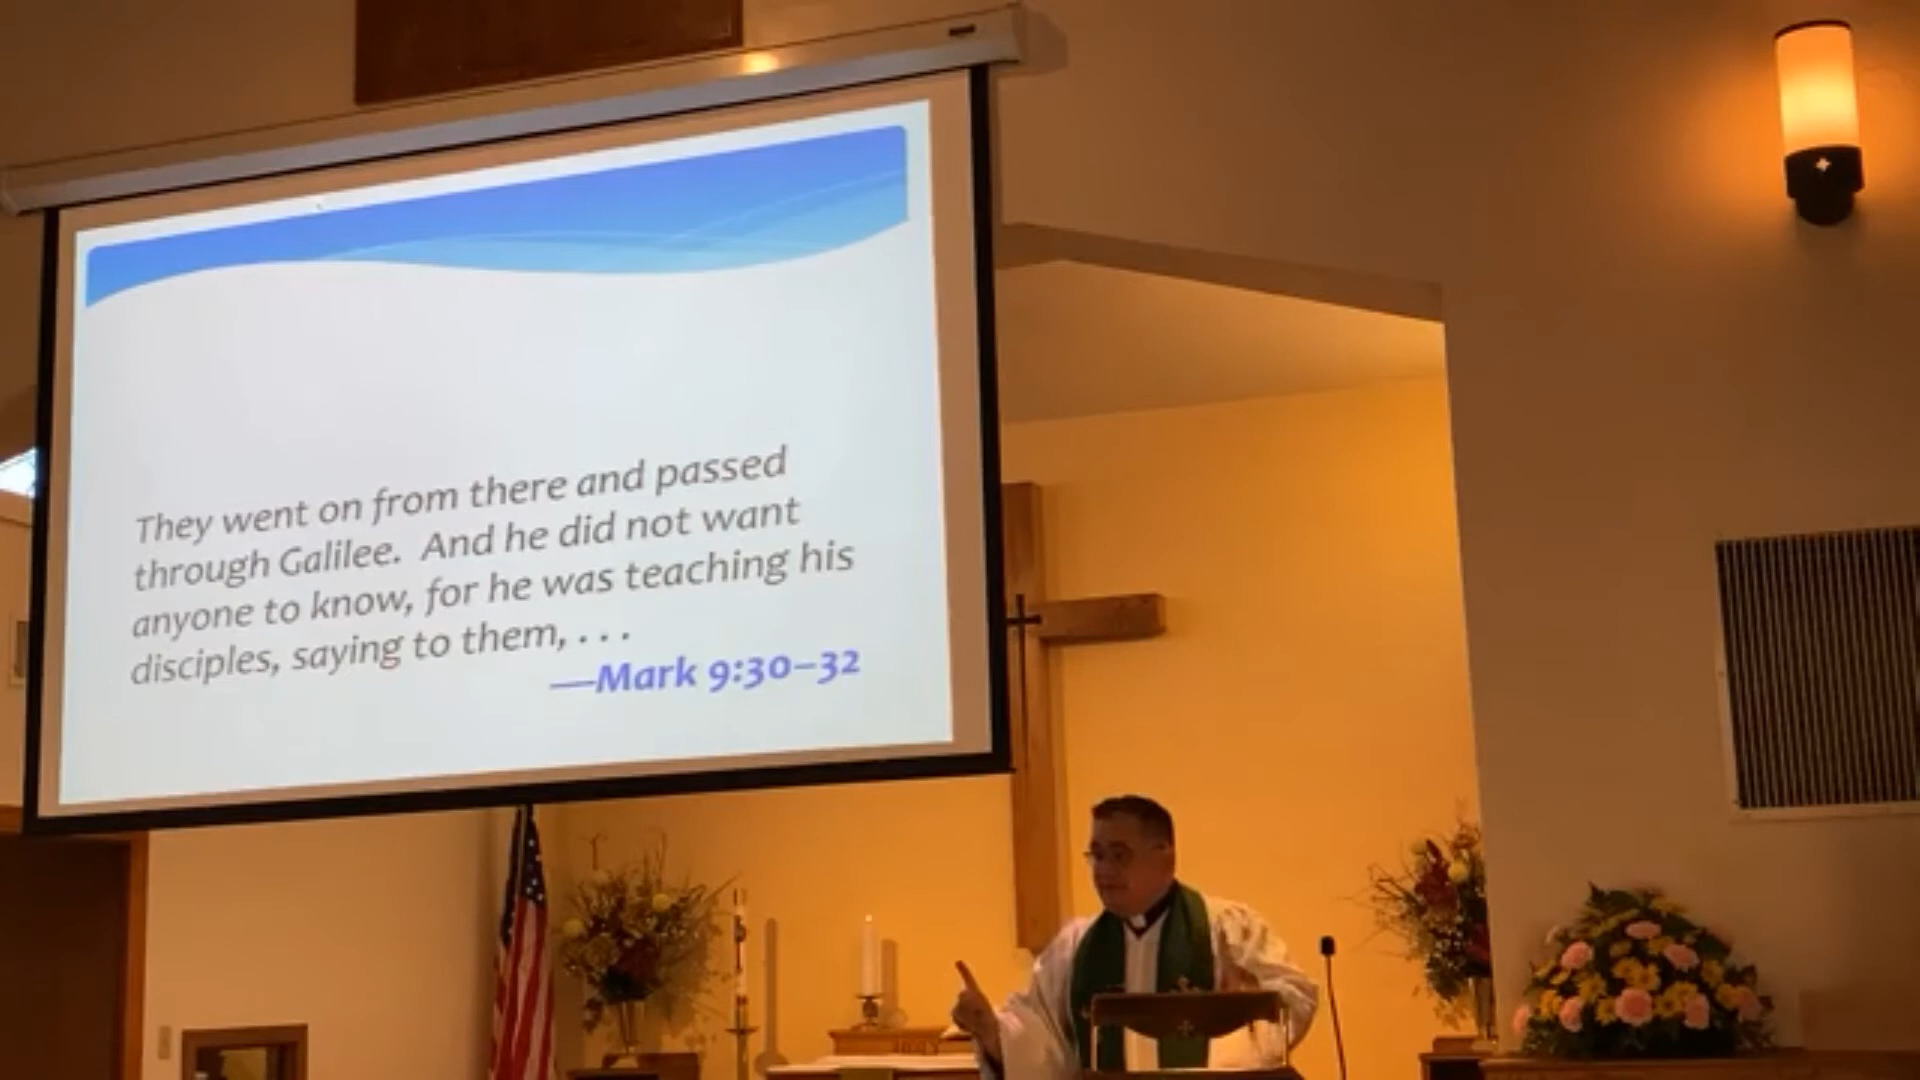 They went on from there and passed
through Galilee.  And he did not want
anyone to know, for he was teaching his
disciples, saying to them, . . .
—Mark 9:30–32